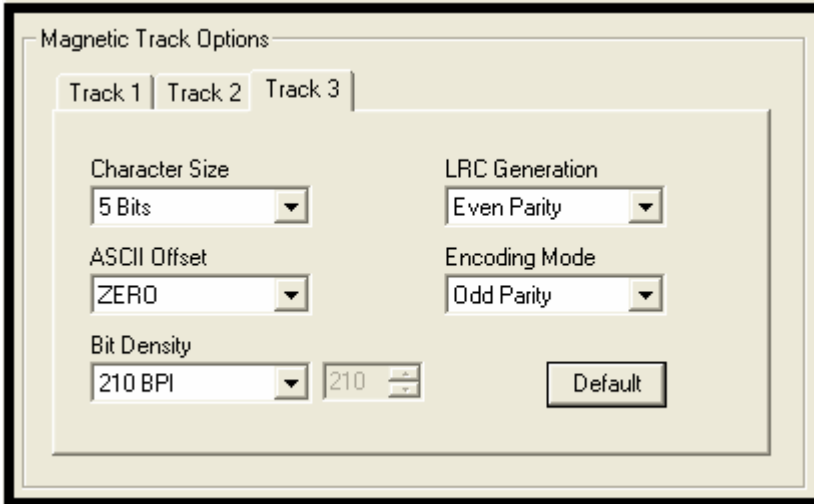 Magnetic Track Options
Track 1 Track 2 Track 3
Character Size LRC Generation
5 Bits Even Parity
ASCII Offset Encoding Mode
ZERO Odd Parity
Bit Density
210 BPI 210 Default